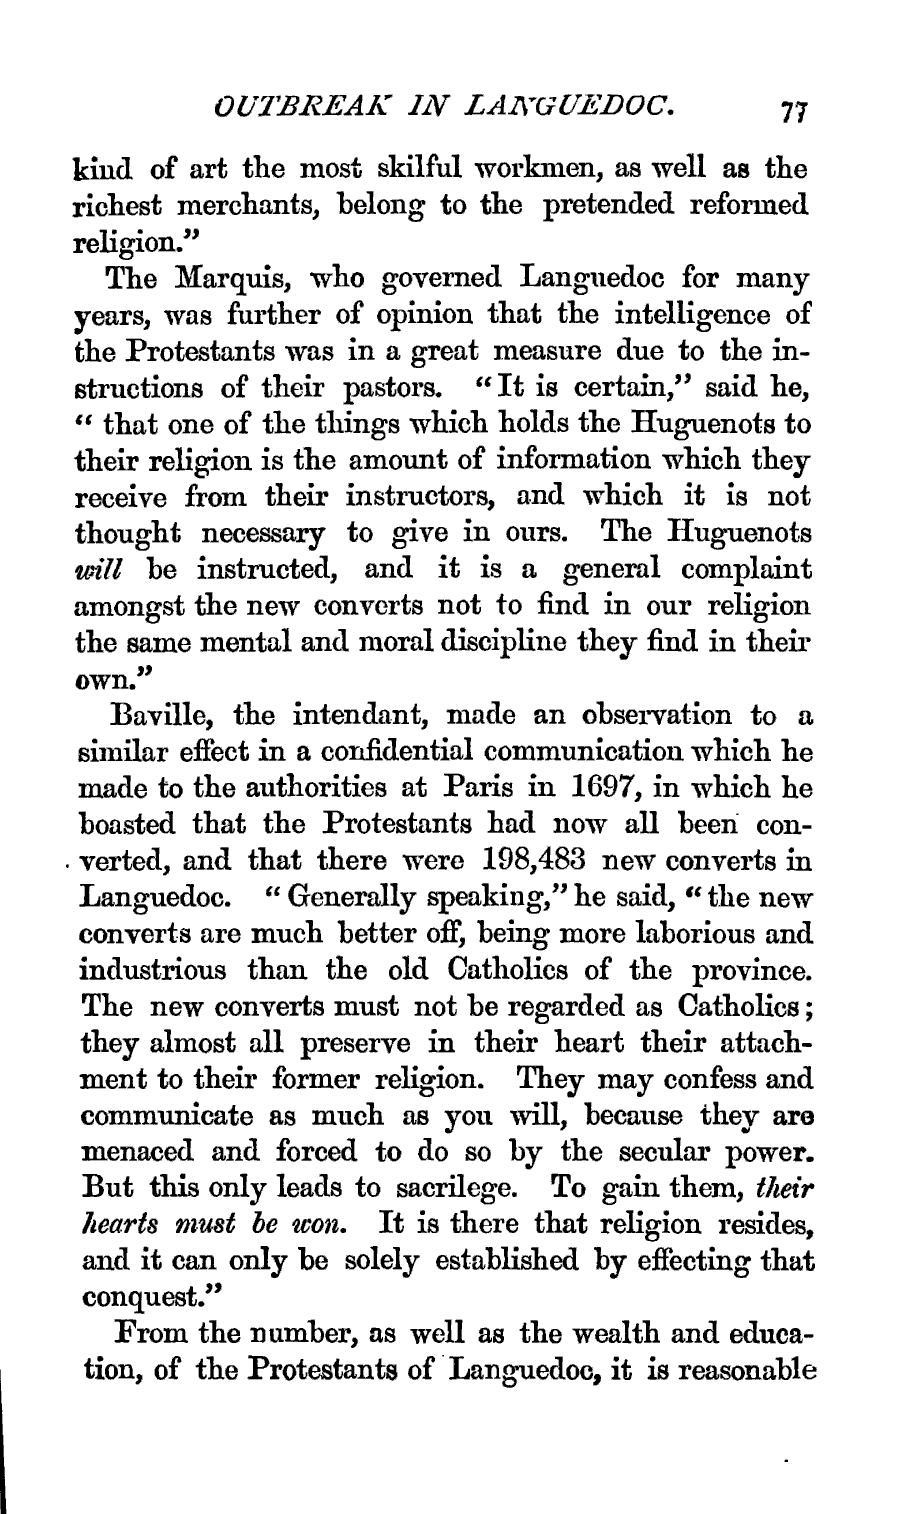 OUTBREAK IN LANGUEDOC. 77
kind of art the most skilful workmen, as well as the
richest merchants, belong to the pretended reformed
religion.”
The Marquis, who governed Languedoc for many
years, was further of opinion that the intelligence of
the Protestants was in a great measure due to the in-
structions of their pastors. “It is certain,” said he,
“ that one of the things which holds the Huguenots to
their religion is the amount of information which they
receive from their instructors, and which it is not
thought necessary to give in ours. The Huguenots
will be instructed, and it is a general complaint
amongst the new converts not to find in our religion
the same mental and moral discipline they find in their
own.”
Baville, the intendant, made an observation to a
similar effect in a confidential communication which he
made to the authorities at Paris in 1697, in which he
boasted that the Protestants had now all been con-
verted, and that there were 198,483 new converts in
Languedoc. “ Generally speaking,” he said, “ the new
converts are much better off, being more laborious and
industrious than the old Catholics of the province.
The new converts must not be regarded as Catholics;
they almost all preserve in their heart their attach-
ment to their former religion. They may confess and
communicate as much as you will, because they are
menaced and forced to do so by the secular power.
But this only leads to sacrilege. To gain them, their
hearts must be won. It is there that religion resides,
and it can only be solely established by effecting that
conquest.”
From the number, as well as the wealth and educa-
tion, of the Protestants of Languedoc, it is reasonable